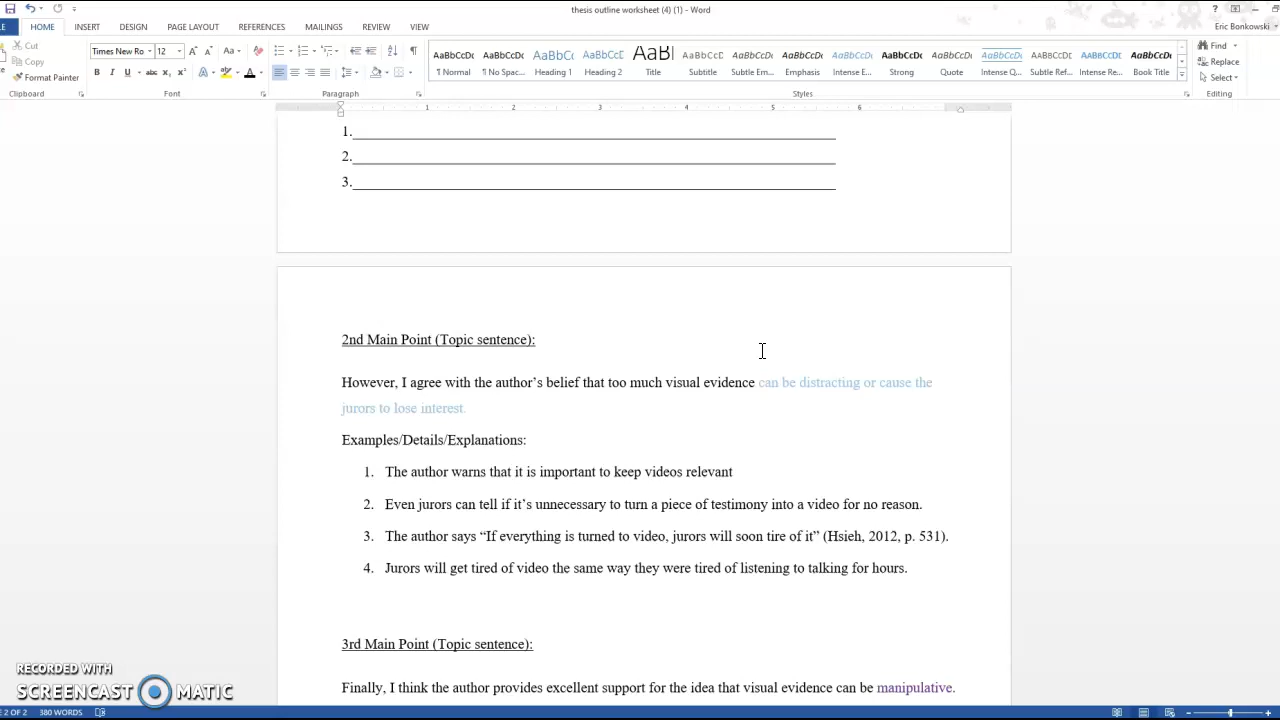 thesis outline worksheet (4) (1) - Word
HOME INSERT DESIGN PAGE LAYOUT REFERENCES MAILINGS REVIEW VIEW
Eric Bonkowski
Cut
Copy
Format Painter
Times New Ro 12
AaBbCcDc AaBbCcDc AaBbCc AaBbCcE AaBl AaBbCcDc AaBbCcDc AaBbCcDc AaBbCcDc AaBbCcDc AaBbCcDc AaBbCcDc AaBbCcDc AaBbCcDc AaBbCcDc
¶ Normal ¶ No Spac... Heading 1 Heading 2 Title Subtitle Subtle Em... Emphasis Intense E... Strong Quote Intense Q... Subtle Ref... Intense Re... Book Title
Find
Replace
Select
Clipboard Font Paragraph Styles Editing
1 2 3 4 5 6
1.
2.
3.
2nd Main Point (Topic sentence):
However, I agree with the author's belief that too much visual evidence can be distracting or cause the
jurors to lose interest.
Examples/Details/Explanations:
1. The author warns that it is important to keep videos relevant
2. Even jurors can tell if it's unnecessary to turn a piece of testimony into a video for no reason.
3. The author says “If everything is turned to video, jurors will soon tire of it” (Hsieh, 2012, p. 531).
4. Jurors will get tired of video the same way they were tired of listening to talking for hours.
3rd Main Point (Topic sentence):
Finally, I think the author provides excellent support for the idea that visual evidence can be manipulative.
RECORDED WITH
SCREENCAST MATIC
E 2 OF 2 380 WORDS